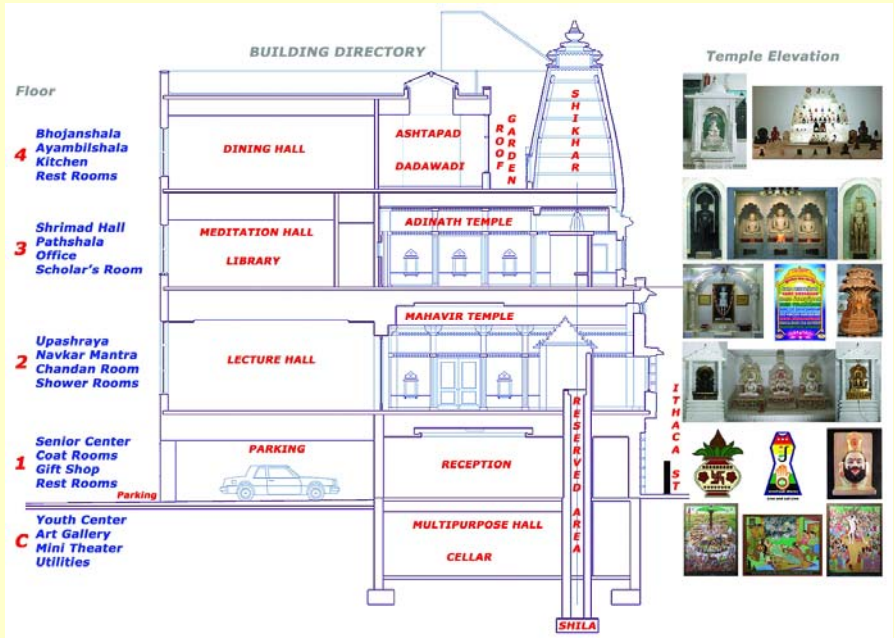 BUILDING DIRECTORY
Temple Elevation
Floor
4
Bhojanshala
Ayambilshala
Kitchen
Rest Rooms
DINING HALL
ASHTAPAD
DADAWADI
ROOF
GARDEN
SHIKHAR
3
Shrimad Hall
Pathshala
Office
Scholar's Room
MEDITATION HALL
LIBRARY
ADINATH TEMPLE
2
Upashraya
Navkar Mantra
Chandan Room
Shower Rooms
LECTURE HALL
MAHAVIR TEMPLE
1
Senior Center
Coat Rooms
Gift Shop
Rest Rooms
Parking
PARKING
RECEPTION
RESERVED AREA
ITHACA ST
C
Youth Center
Art Gallery
Mini Theater
Utilities
MULTIPURPOSE HALL
CELLAR
SHILA